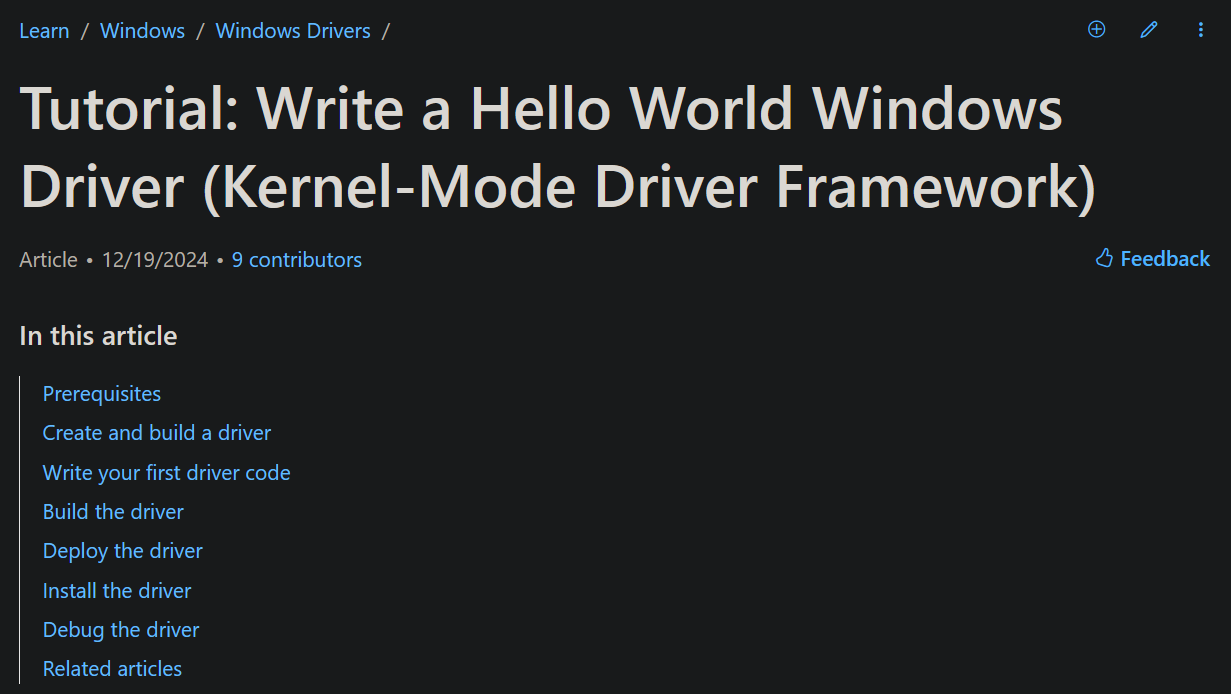 Learn / Windows / Windows Drivers /
Tutorial: Write a Hello World Windows
Driver (Kernel-Mode Driver Framework)
Article • 12/19/2024 • 9 contributors
Feedback
In this article
Prerequisites
Create and build a driver
Write your first driver code
Build the driver
Deploy the driver
Install the driver
Debug the driver
Related articles